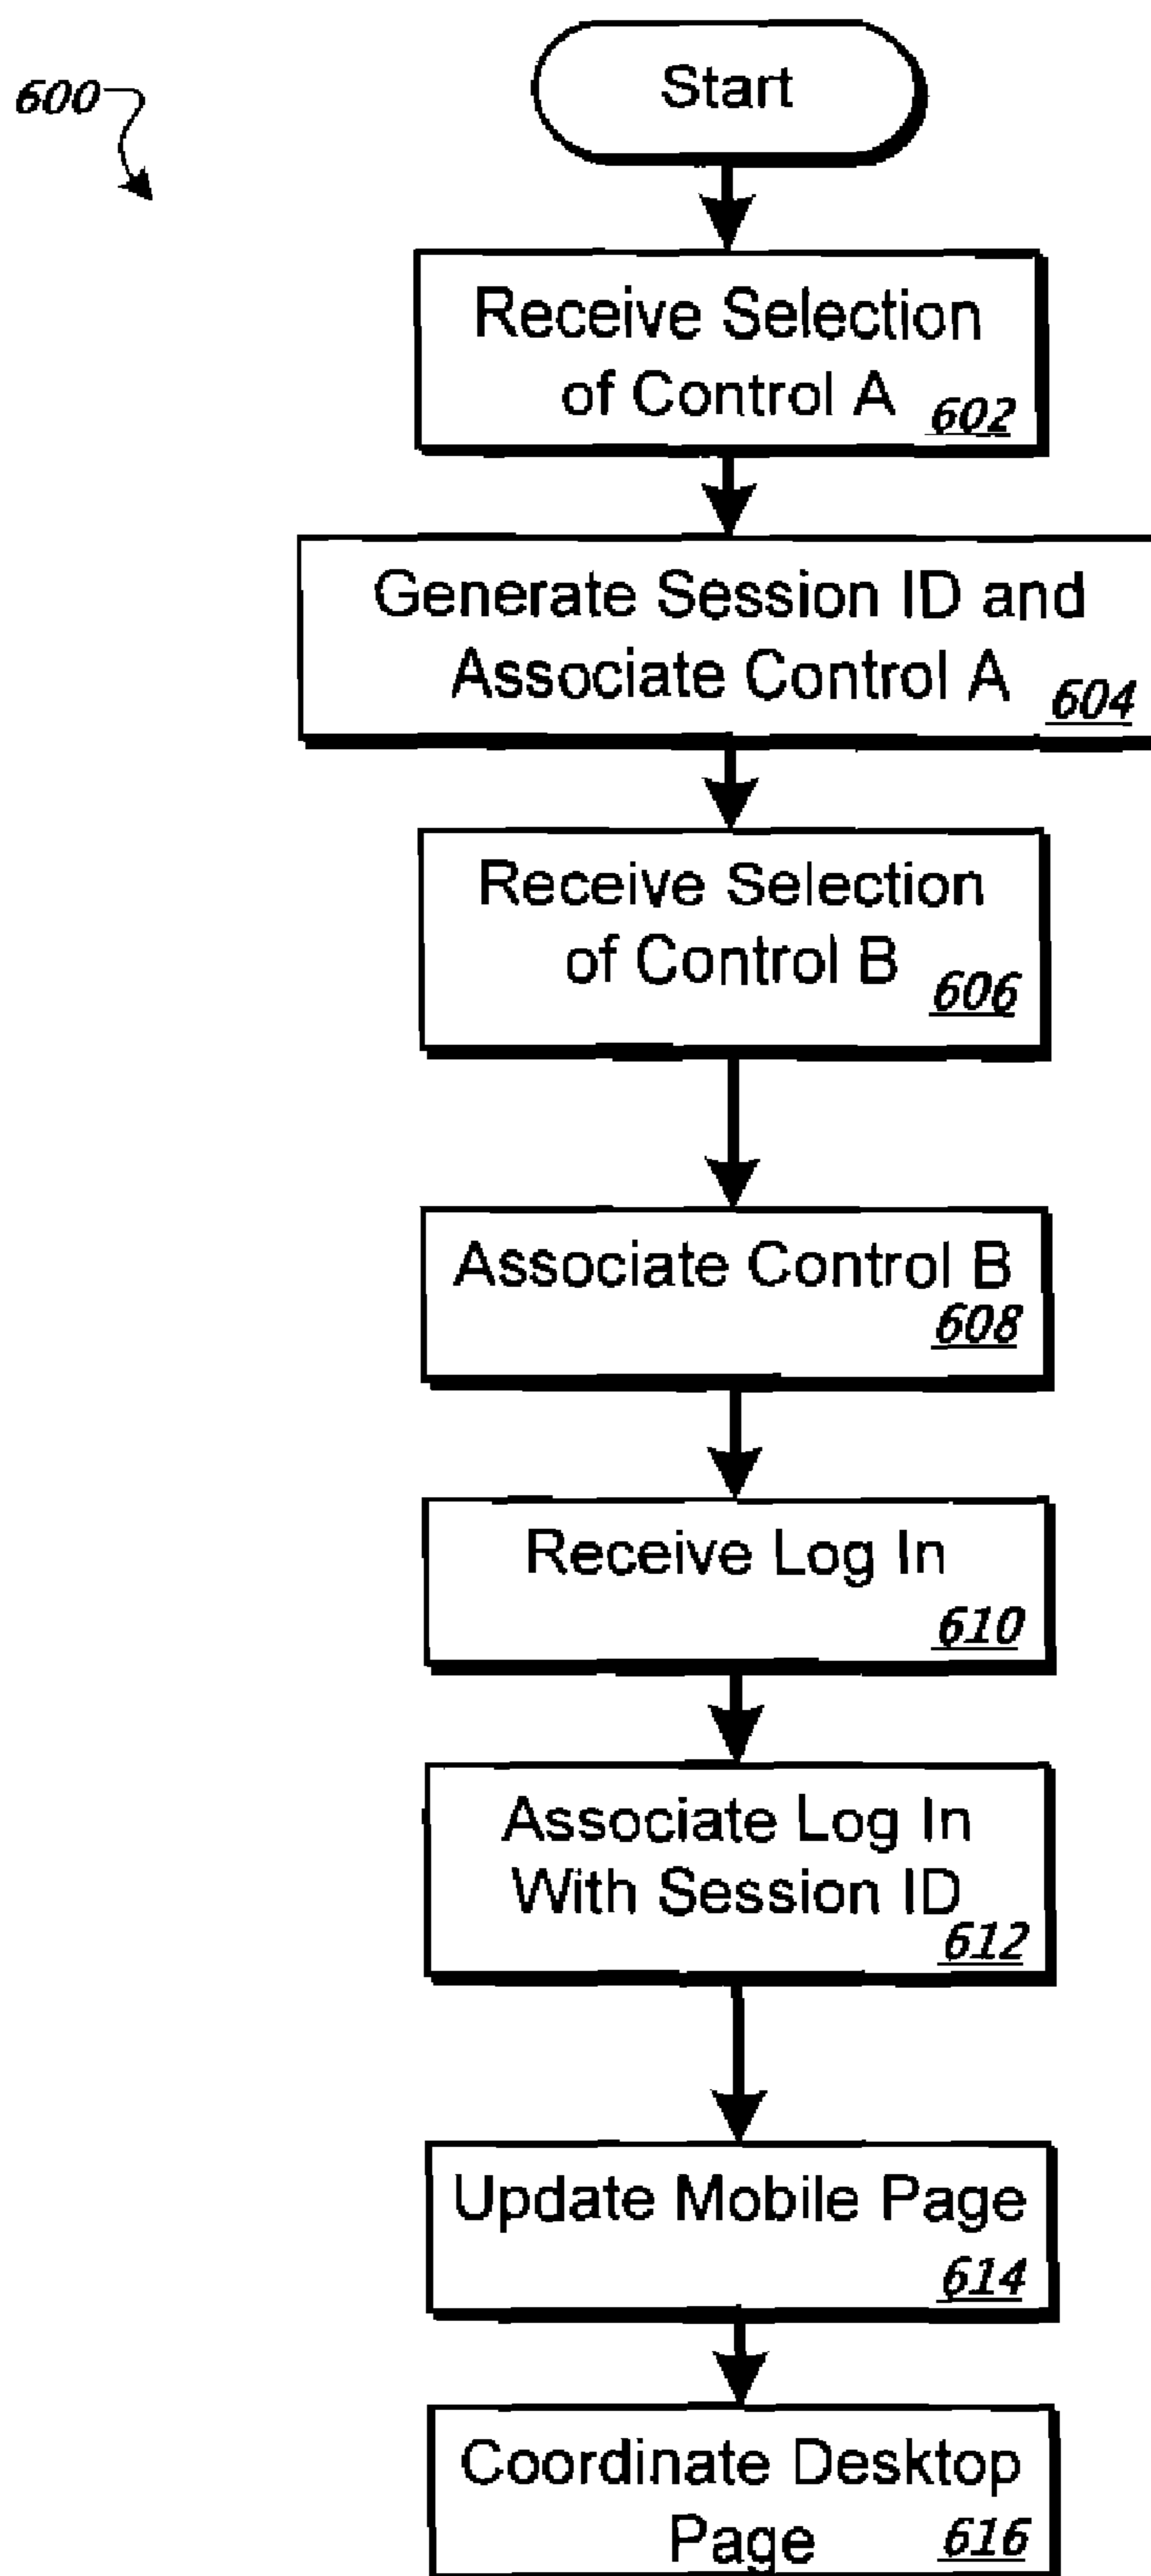 600
Start
Receive Selection
of Control A 602
Generate Session ID and
Associate Control A 604
Receive Selection
of Control B 606
Associate Control B
608
Receive Log In
610
Associate Log In
With Session ID
612
Update Mobile Page
614
Coordinate Desktop
Page 616